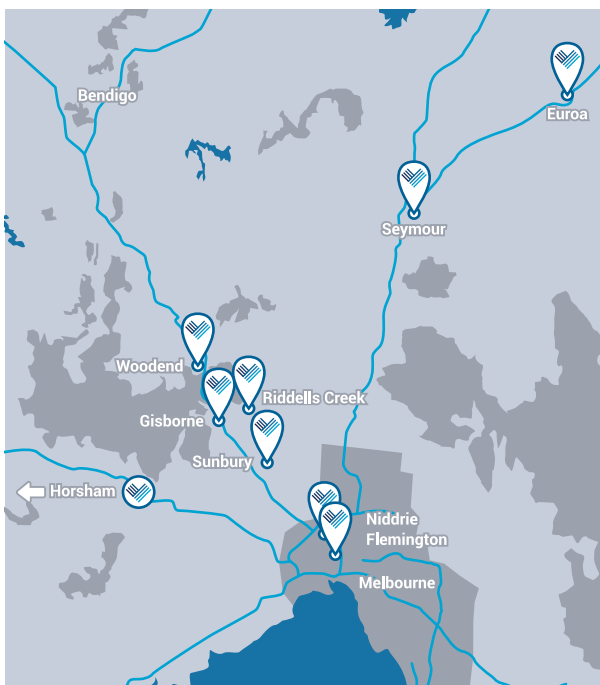 Bendigo
Euroa
Seymour
Woodend
Riddells Creek
Gisborne
Sunbury
Horsham
Niddrie
Flemington
Melbourne